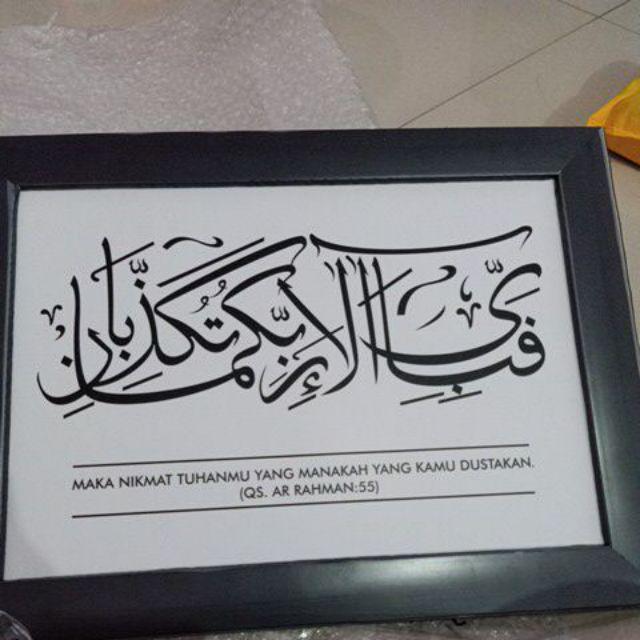 فَبِأَيِّ آلَاءِ رَبِّكُمَا تُكَذِّبَانِ
MAKA NIKMAT TUHANMU YANG MANAKAH YANG KAMU DUSTAKAN.
(QS. AR RAHMAN:55)